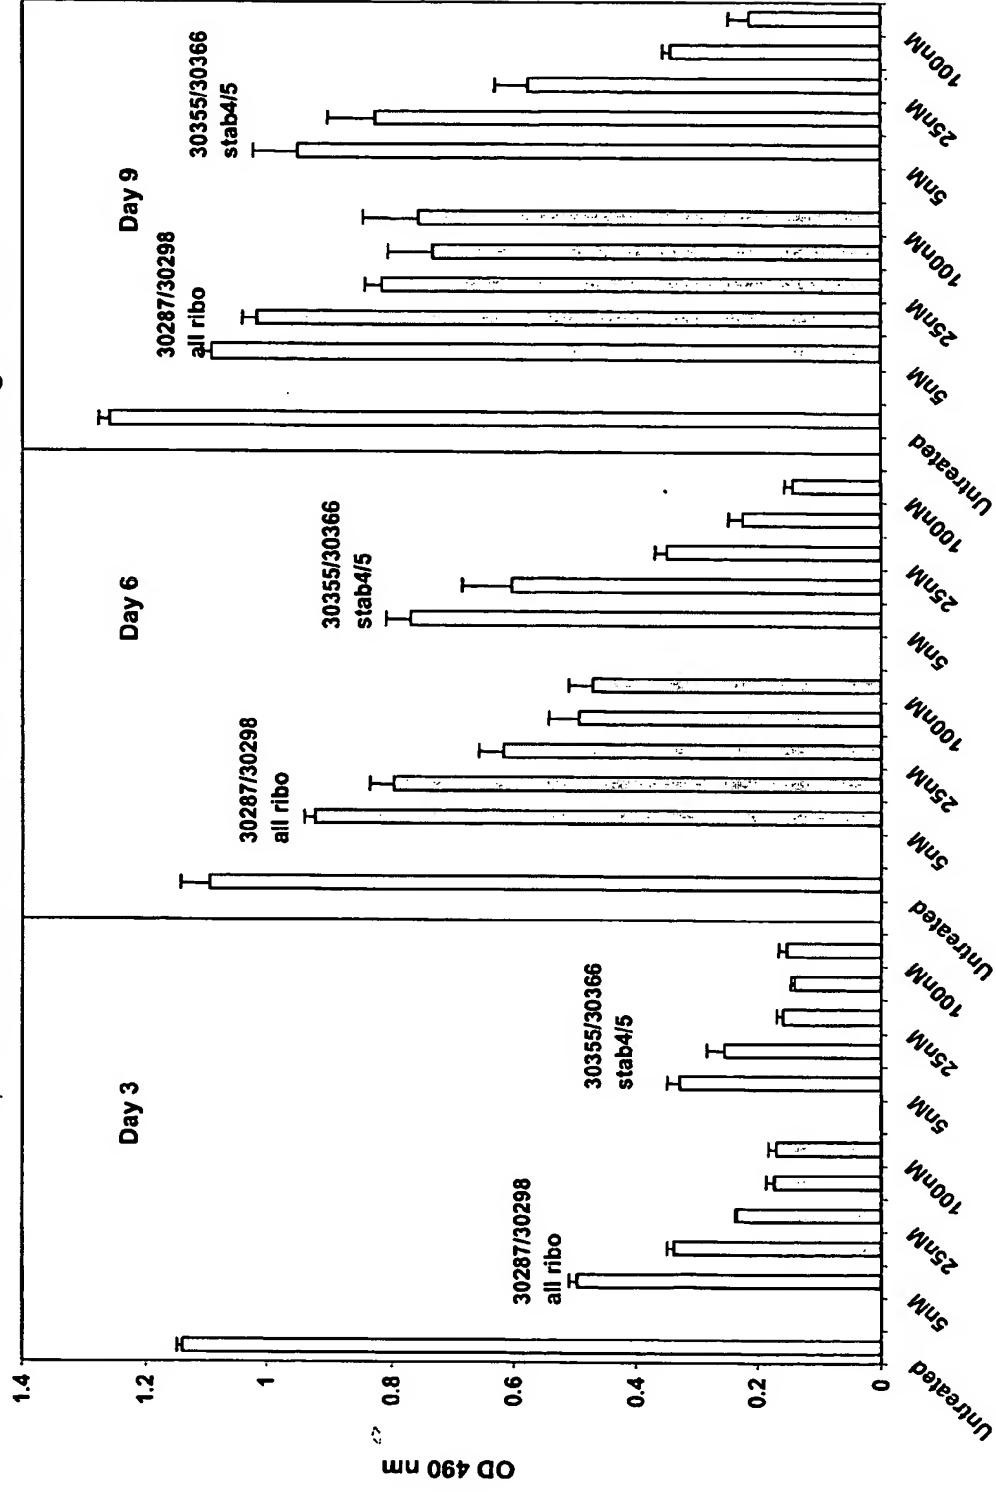 OD 490 nm
1.4
1.2
1
0.8
0.6
0.4
0.2
0
Day 3
30287/30298
all ribo
30355/30366
stab4/5
Day 6
30287/30298
all ribo
30355/30366
stab4/5
Day 9
30287/30298
all ribo
30355/30366
stab4/5
Untreated
5nM
25nM
100nM
5nM
25nM
100nM
Untreated
5nM
25nM
100nM
5nM
25nM
100nM
Untreated
5nM
25nM
100nM
5nM
25nM
100nM